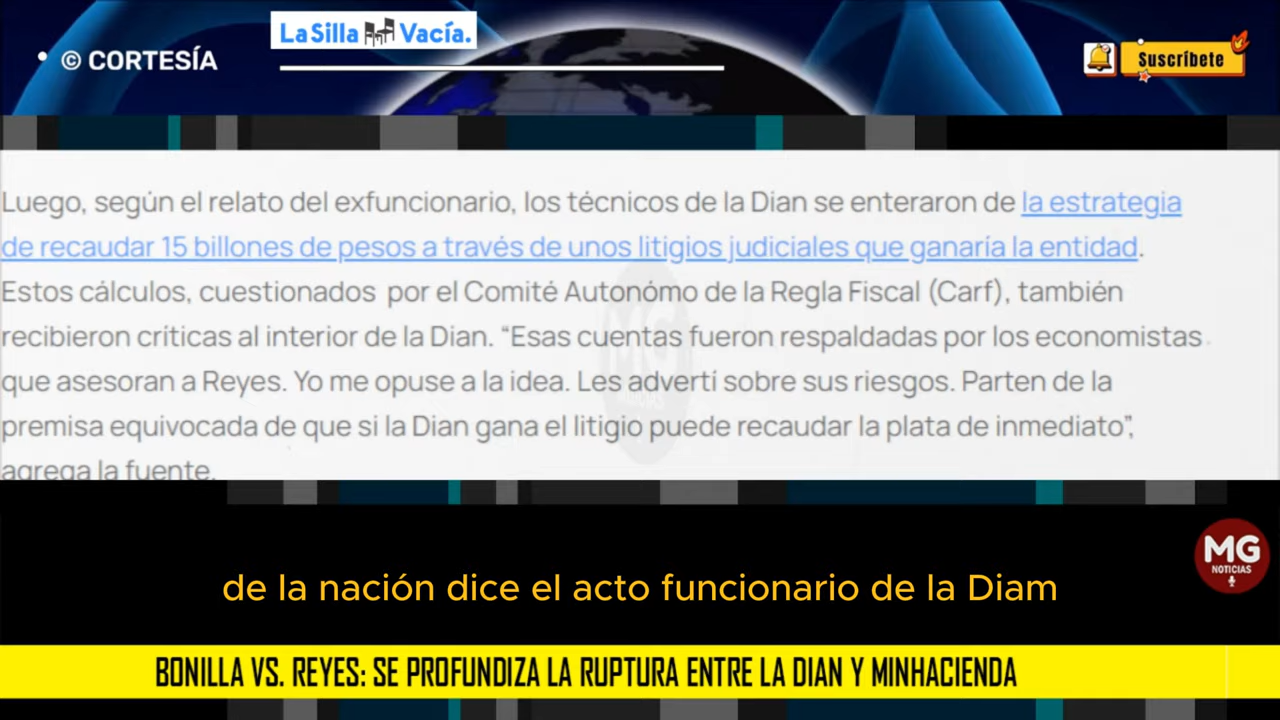 La Silla Vacía.
© CORTESÍA
Suscríbete
Luego, según el relato del exfuncionario, los técnicos de la Dian se enteraron de la estrategia
de recaudar 15 billones de pesos a través de unos litigios judiciales que ganaría la entidad.
Estos cálculos, cuestionados por el Comité Autonómo de la Regla Fiscal (Carf), también
recibieron críticas al interior de la Dian. “Esas cuentas fueron respaldadas por los economistas
que asesoran a Reyes. Yo me opuse a la idea. Les advertí sobre sus riesgos. Parten de la
premisa equivocada de que si la Dian gana el litigio puede recaudar la plata de inmediato”,
agrega la fuente.
MG
NOTICIAS
de la nación dice el acto funcionario de la Diam
BONILLA VS. REYES: SE PROFUNDIZA LA RUPTURA ENTRE LA DIAN Y MINHACIENDA